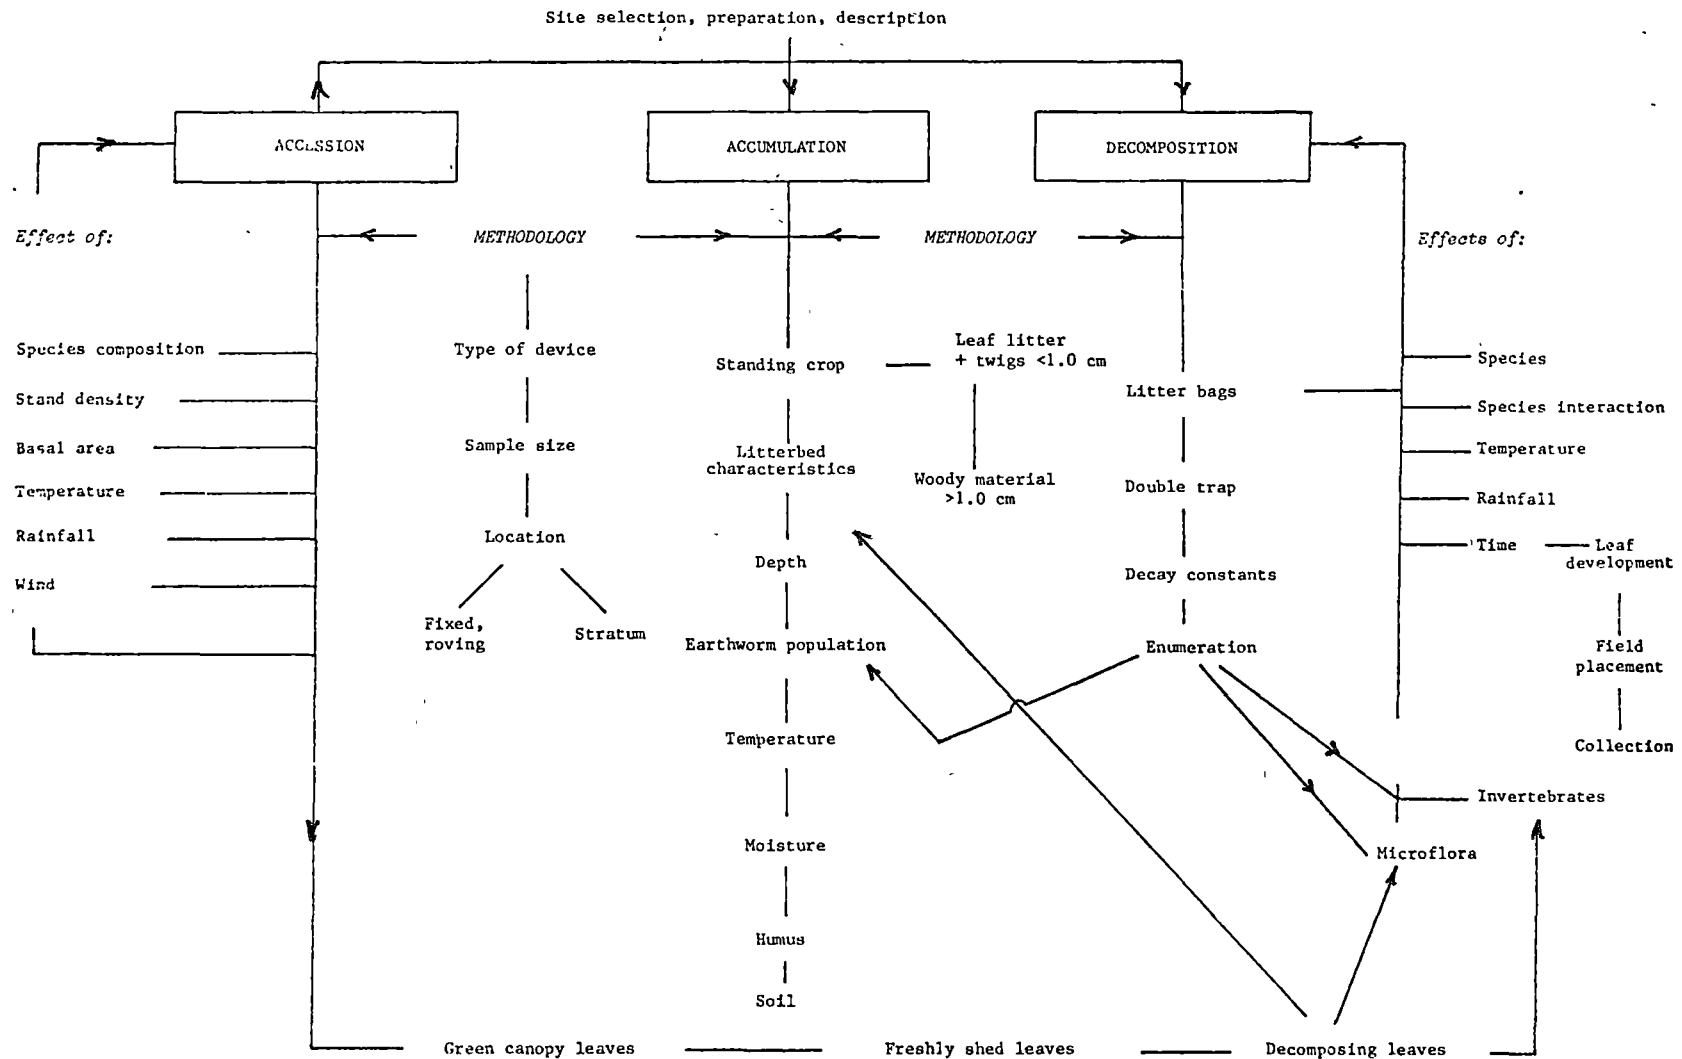 Site selection, preparation, description
ACCESSION
ACCUMULATION
DECOMPOSITION
Effect of:
METHODOLOGY
METHODOLOGY
Effects of:
Species composition
Stand density
Basal area
Temperature
Rainfall
Wind
Type of device
Sample size
Location
Fixed,
roving
Stratum
Standing crop
Leaf litter
+ twigs <1.0 cm
Woody material
>1.0 cm
Litterbed
characteristics
Depth
Earthworm population
Temperature
Moisture
Humus
Soil
Litter bags
Double trap
Decay constants
Enumeration
Species
Species interaction
Temperature
Rainfall
Time
Leaf
development
Field
placement
Collection
Invertebrates
Microflora
Green canopy leaves
Freshly shed leaves
Decomposing leaves